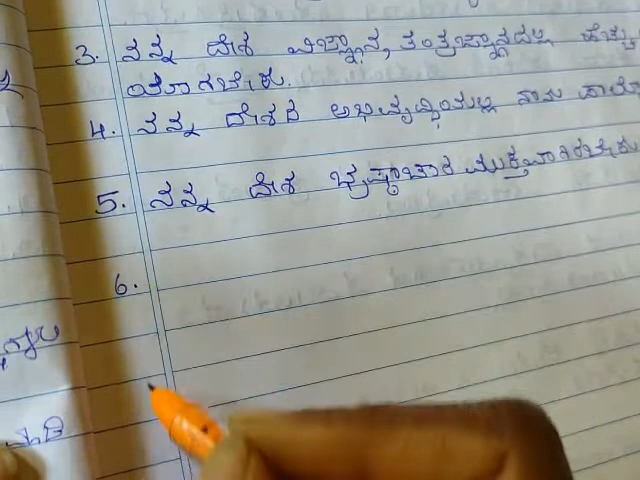 3. ನನ್ನ ದೇಶ ವಿಜ್ಞಾನ, ತಂತ್ರಜ್ಞಾನದಲ್ಲಿ ಹೆಚ್ಚು
4. ನನ್ನ ದೇಶದ ಅಭಿವೃದ್ಧಿಯಲ್ಲಿ ನಾನು
5. ನನ್ನ ದೇಶ ಭ್ರಷ್ಟಾಚಾರ ಮುಕ್ತವಾಗಬೇಕು
6.